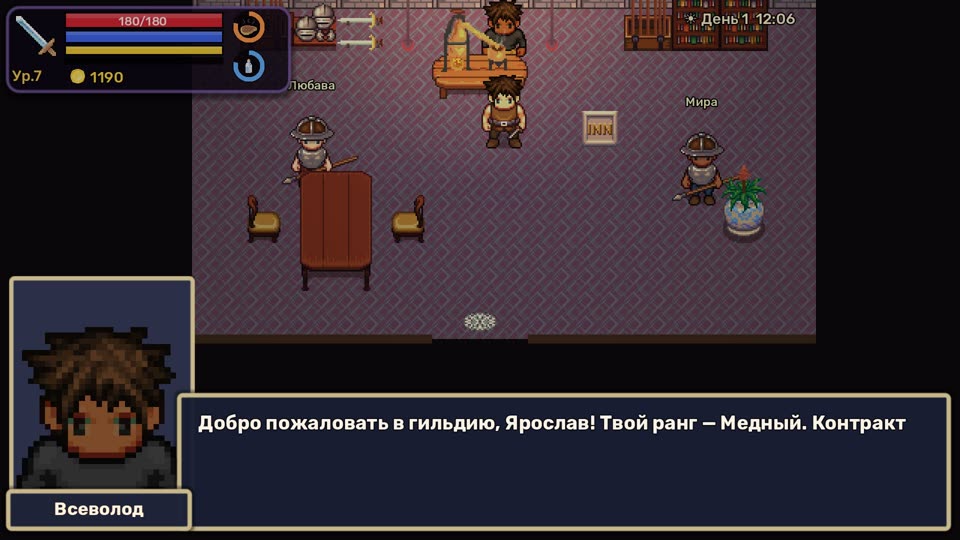 180/180
Ур.7
1190
День 1 12:06
Любава
Мира
INN
Добро пожаловать в гильдию, Ярослав! Твой ранг — Медный. Контракт
Всеволод